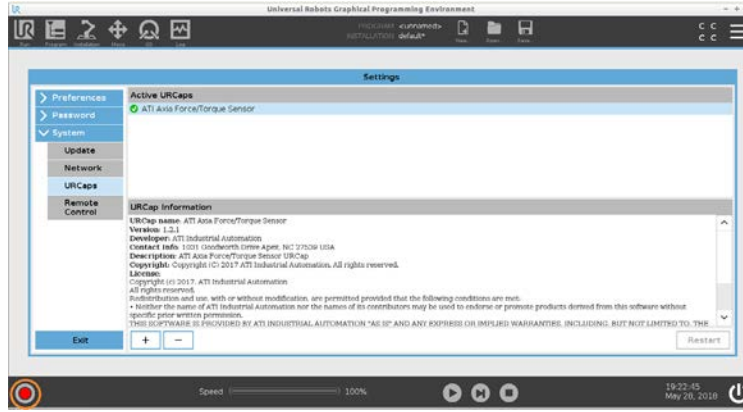 Universal Robots Graphical Programming Environment
PROGRAM <unnamed>
INSTALLATION default*
Run Program Installation Move I/O Log
New... Open... Save...
C C
C C
Settings
Preferences
Password
System
Update
Network
URCaps
Remote Control
Exit
Active URCaps
ATI Axia Force/Torque Sensor
URCap Information
URCap name: ATI Axia Force/Torque Sensor
Version: 1.2.1
Developer: ATI Industrial Automation
Contact Info: 1031 Goodworth Drive Apex, NC 27539 USA
Description: ATI Axia Force/Torque Sensor URCap
Copyright: Copyright (C) 2017 ATI Industrial Automation. All rights reserved.
License:
Copyright (c) 2017, ATI Industrial Automation
All rights reserved.
Redistribution and use, with or without modification, are permitted provided that the following conditions are met:
• Neither the name of ATI Industrial Automation nor the names of its contributors may be used to endorse or promote products derived from this software without
specific prior written permission.
THIS SOFTWARE IS PROVIDED BY ATI INDUSTRIAL AUTOMATION "AS IS" AND ANY EXPRESS OR IMPLIED WARRANTIES, INCLUDING, BUT NOT LIMITED TO, THE
+ -
Restart
Speed 100%
19:22:45
May 28, 2018